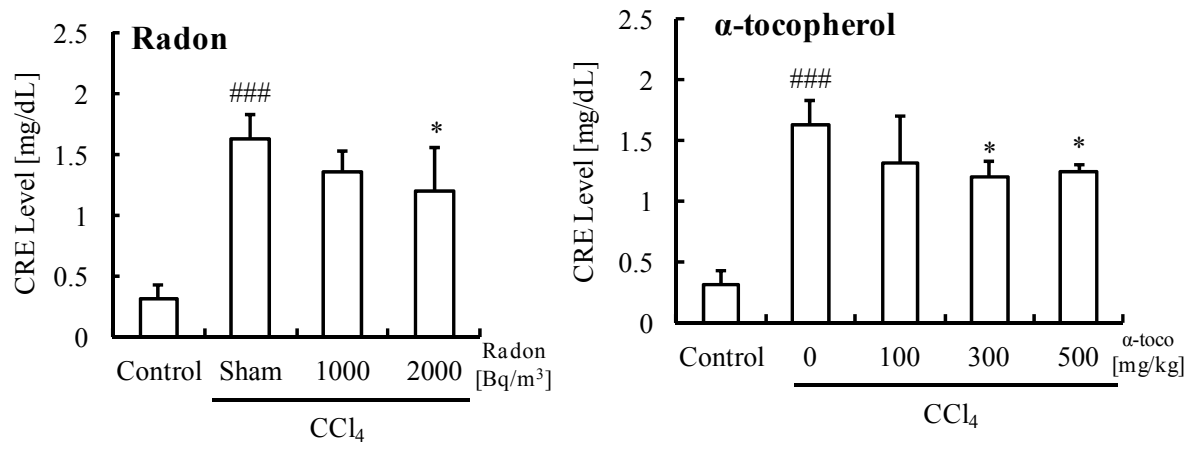 Radon
CRE Level [mg/dL]
2.5
2
1.5
1
0.5
0
###
*
Control Sham 1000 2000 Radon [Bq/m³]
CCl₄
α-tocopherol
CRE Level [mg/dL]
2.5
2
1.5
1
0.5
0
###
*
*
Control 0 100 300 500 α-toco [mg/kg]
CCl₄